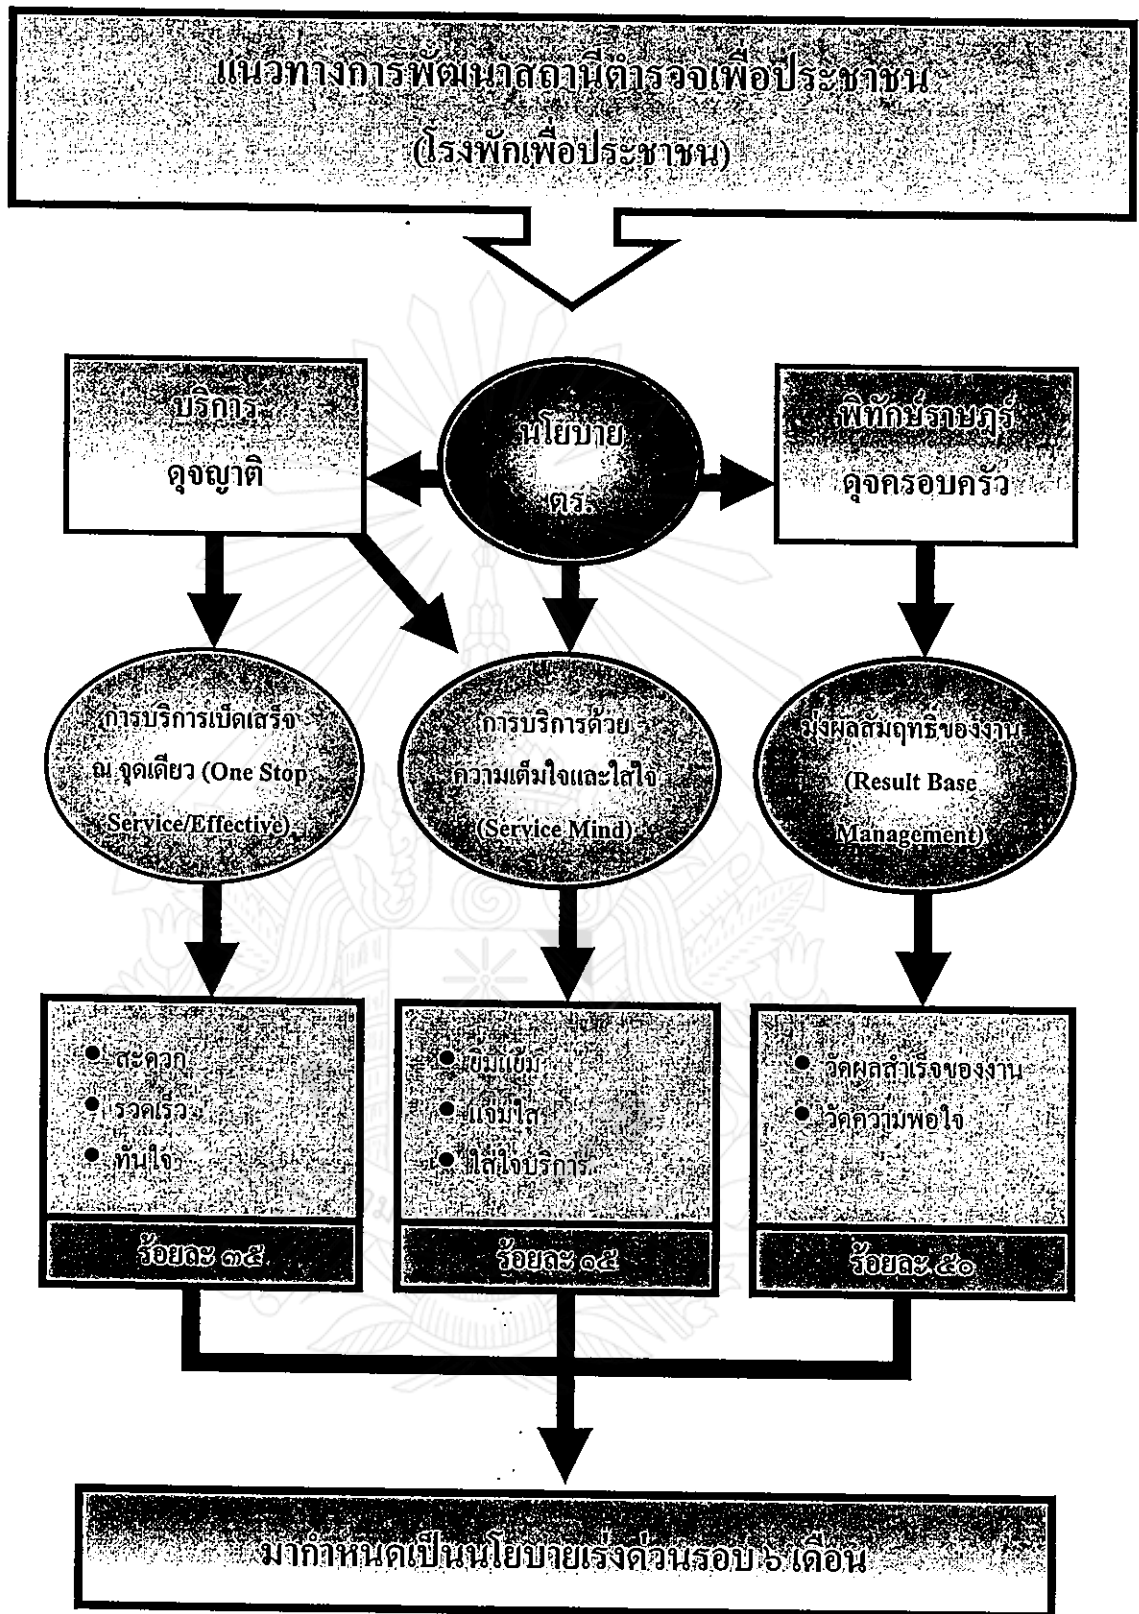 แนวทางการพัฒนาสถานีตำรวจเพื่อประชาชน
(โรงพักเพื่อประชาชน)
บริการ
ดุจญาติ
นโยบาย
ตร.
พิทักษ์ราษฎร์
ดุจครอบครัว
การบริการเบ็ดเสร็จ
ณ จุดเดียว (One Stop
Service/Effective)
การบริการด้วย
ความเต็มใจและใส่ใจ
(Service Mind)
มุ่งผลสัมฤทธิ์ของงาน
(Result Base
Management)
● สะดวก
● รวดเร็ว
● ทันใจ
ร้อยละ ๓๕
● ยิ้มแย้ม
● แจ่มใส
● ใส่ใจบริการ
ร้อยละ ๑๕
● วัดผลสำเร็จของงาน
● วัดความพอใจ
ร้อยละ ๕๐
มากำหนดเป็นนโยบายเร่งด่วนรอบ ๖ เดือน